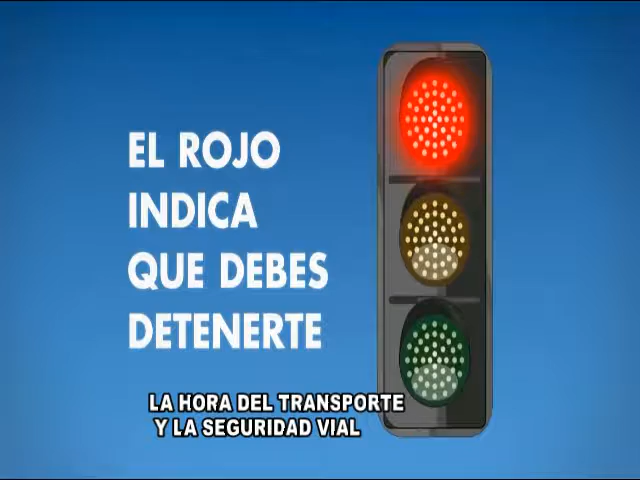 EL ROJO
INDICA
QUE DEBES
DETENERTE
LA HORA DEL TRANSPORTE
Y LA SEGURIDAD VIAL